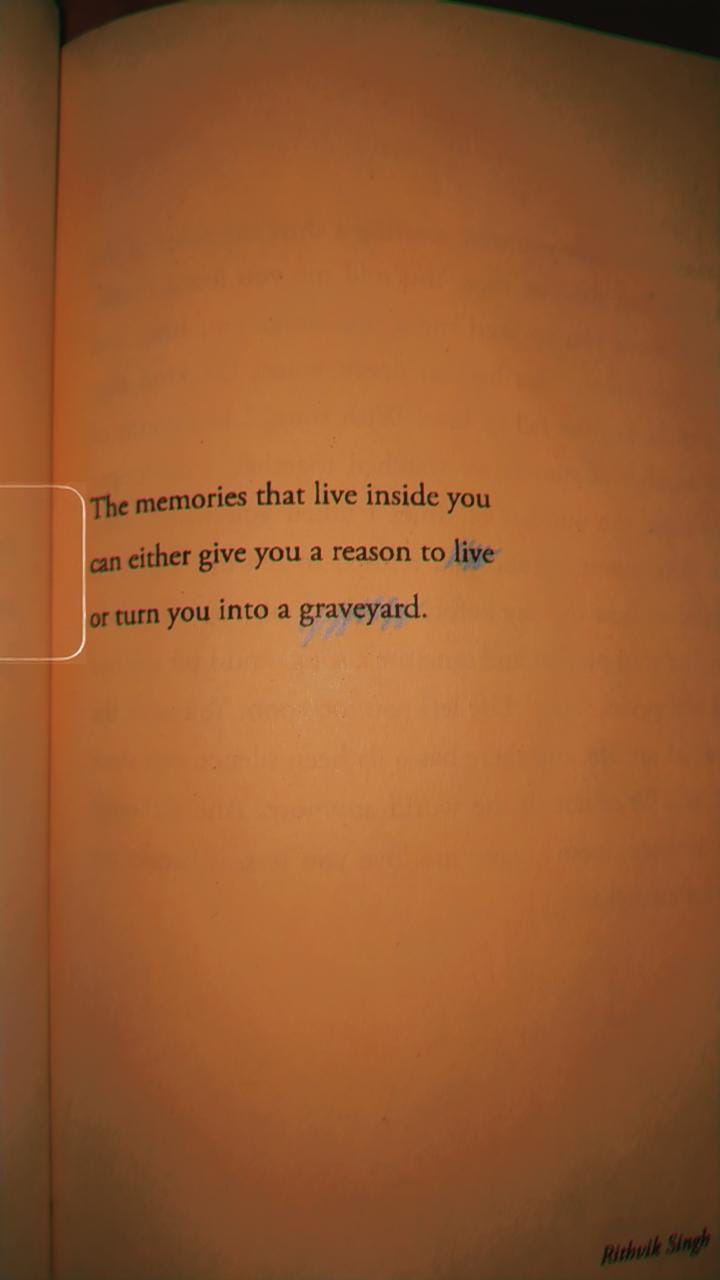 The memories that live inside you
can either give you a reason to live
or turn you into a graveyard.
Rithvik Singh